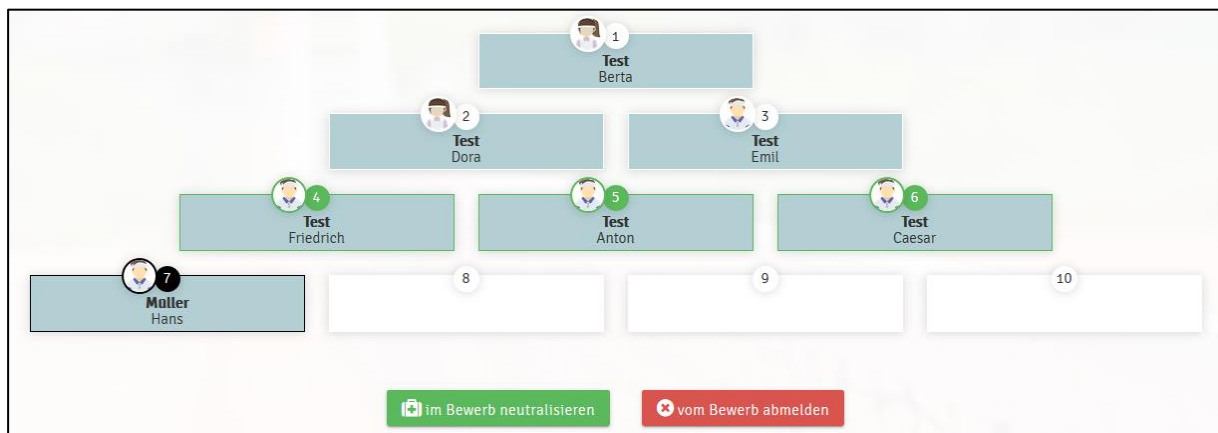 1
Test
Berta
2
Test
Dora
3
Test
Emil
4
Test
Friedrich
5
Test
Anton
6
Test
Caesar
7
Müller
Hans
8
9
10
im Bewerb neutralisieren
vom Bewerb abmelden